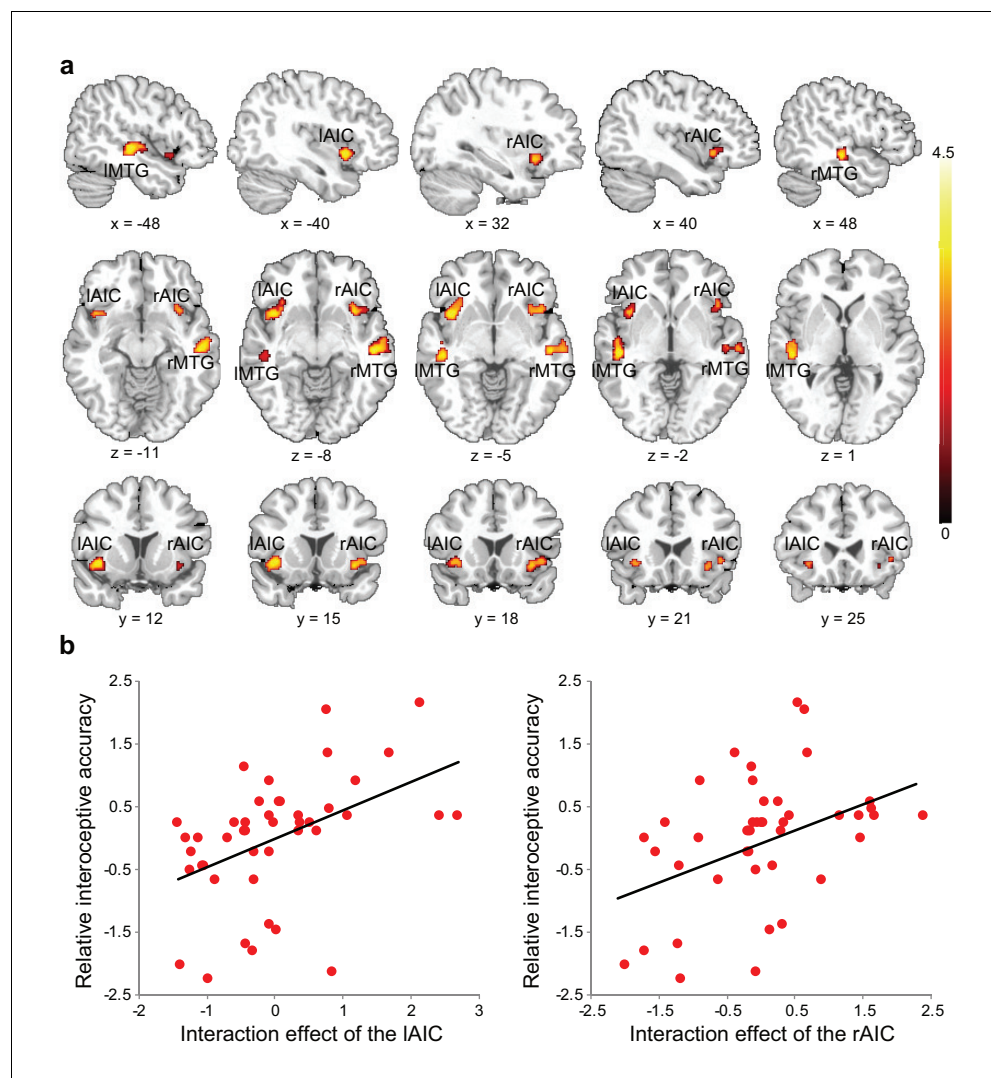 a
lMTG
lAIC
rAIC
rAIC
rMTG
4.5
x = -48
x = -40
x = 32
x = 40
x = 48
lAIC
rAIC
lAIC
rAIC
lAIC
rAIC
lAIC
rAIC
rMTG
lMTG
rMTG
lMTG
rMTG
lMTG
rMTG
lMTG
z = -11
z = -8
z = -5
z = -2
z = 1
lAIC
rAIC
lAIC
rAIC
lAIC
rAIC
lAIC
rAIC
lAIC
rAIC
0
y = 12
y = 15
y = 18
y = 21
y = 25
b
Relative interoceptive accuracy
2.5
1.5
0.5
-0.5
-1.5
-2.5
-2
-1
0
1
2
3
Interaction effect of the lAIC
Relative interoceptive accuracy
2.5
1.5
0.5
-0.5
-1.5
-2.5
-2.5
-1.5
-0.5
0.5
1.5
2.5
Interaction effect of the rAIC